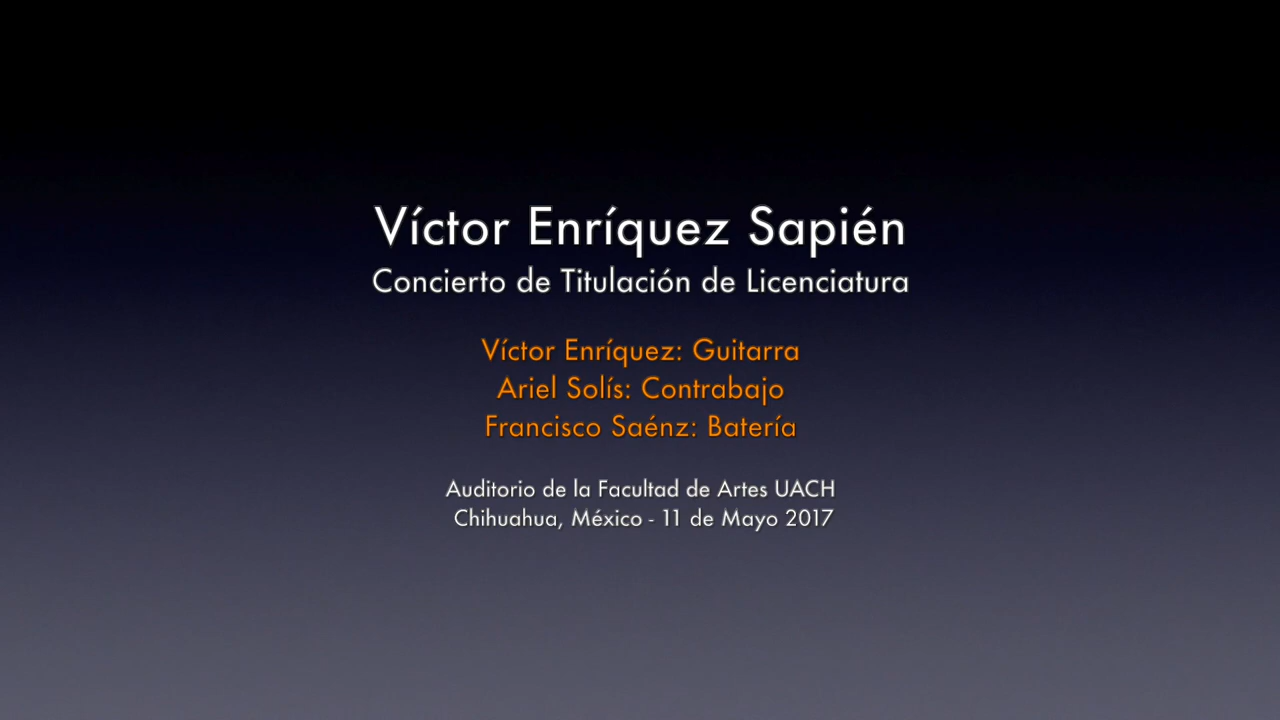 Víctor Enríquez Sapién
Concierto de Titulación de Licenciatura
Víctor Enríquez: Guitarra
Ariel Solís: Contrabajo
Francisco Saénz: Batería
Auditorio de la Facultad de Artes UACH
Chihuahua, México - 11 de Mayo 2017